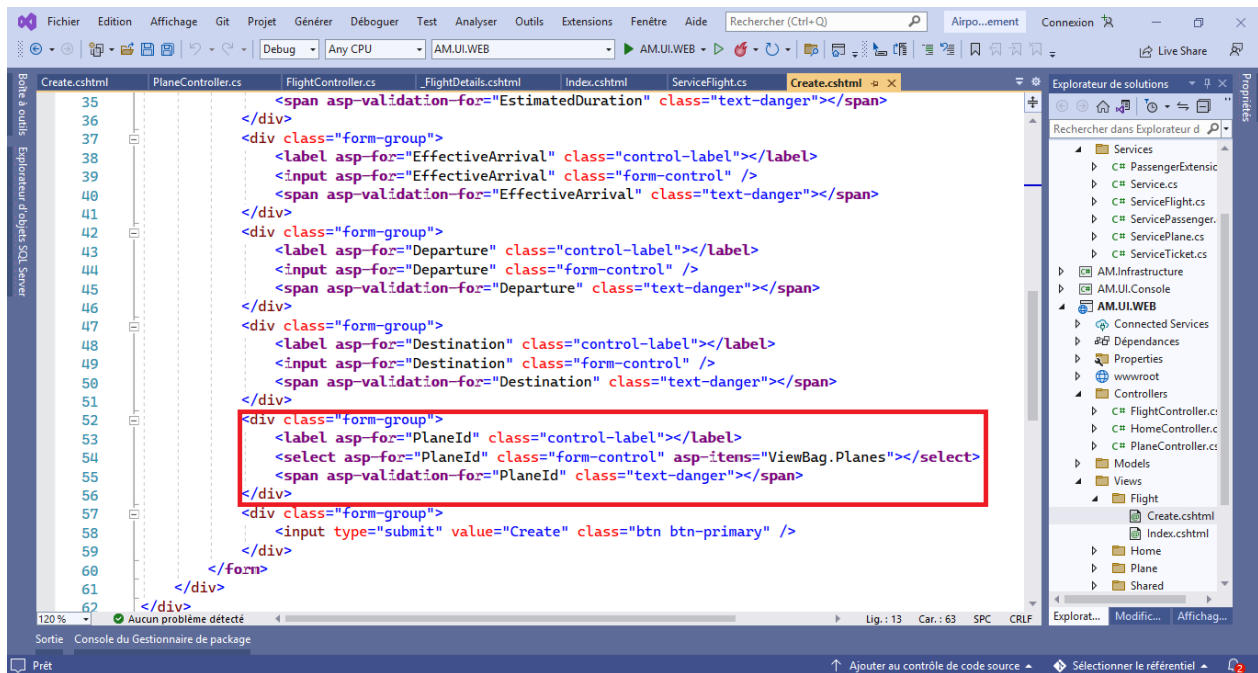 Fichier Edition Affichage Git Projet Générer Déboguer Test Analyser Outils Extensions Fenêtre Aide Rechercher (Ctrl+Q) Airpo...ement Connexion
Debug Any CPU AM.UI.WEB AM.UI.WEB Live Share
Boîte à outils
Explorateur d'objets SQL Server
Create.cshtml PlaneController.cs FlightController.cs _FlightDetails.cshtml Index.cshtml ServiceFlight.cs Create.cshtml
35 <span asp-validation-for="EstimatedDuration" class="text-danger"></span>
36 </div>
37 <div class="form-group">
38 <label asp-for="EffectiveArrival" class="control-label"></label>
39 <input asp-for="EffectiveArrival" class="form-control" />
40 <span asp-validation-for="EffectiveArrival" class="text-danger"></span>
41 </div>
42 <div class="form-group">
43 <label asp-for="Departure" class="control-label"></label>
44 <input asp-for="Departure" class="form-control" />
45 <span asp-validation-for="Departure" class="text-danger"></span>
46 </div>
47 <div class="form-group">
48 <label asp-for="Destination" class="control-label"></label>
49 <input asp-for="Destination" class="form-control" />
50 <span asp-validation-for="Destination" class="text-danger"></span>
51 </div>
52 <div class="form-group">
53 <label asp-for="PlaneId" class="control-label"></label>
54 <select asp-for="PlaneId" class="form-control" asp-items="ViewBag.Planes"></select>
55 <span asp-validation-for="PlaneId" class="text-danger"></span>
56 </div>
57 <div class="form-group">
58 <input type="submit" value="Create" class="btn btn-primary" />
59 </div>
60 </form>
61 </div>
62 </div>
120 % Aucun problème détecté Lig. : 13 Car. : 63 SPC CRLF
Explorateur de solutions
Rechercher dans Explorateur d
Services
C# PassengerExtensic
C# Service.cs
C# ServiceFlight.cs
C# ServicePassenger.
C# ServicePlane.cs
C# ServiceTicket.cs
AM.Infrastructure
AM.UI.Console
AM.UI.WEB
Connected Services
Dépendances
Properties
wwwroot
Controllers
C# FlightController.c
C# HomeController.c
C# PlaneController.cs
Models
Views
Flight
Create.cshtml
Index.cshtml
Home
Plane
Shared
Explorat... Modific... Affichag...
Propriétés
Sortie Console du Gestionnaire de package
Prêt Ajouter au contrôle de code source Sélectionner le référentiel 2